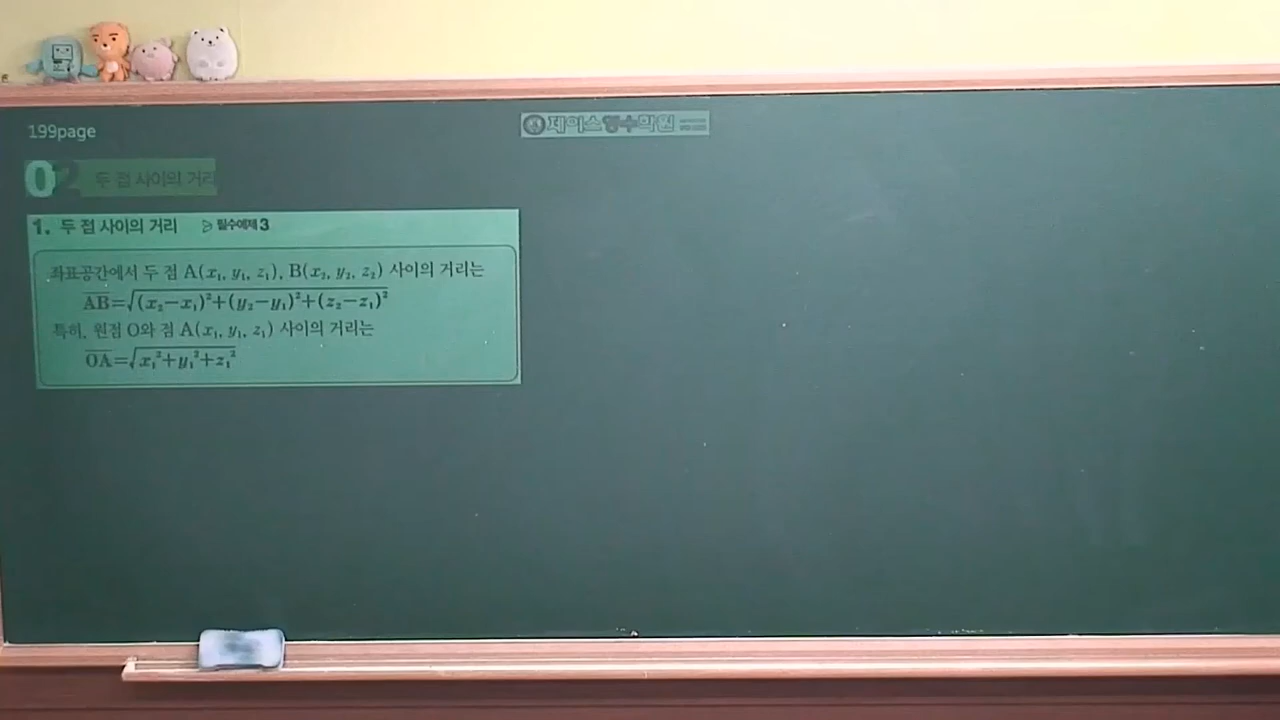 199page
제이스영수학원
02 두 점 사이의 거리
1. 두 점 사이의 거리 ▷ 필수예제 3
좌표공간에서 두 점 A(x₁, y₁, z₁), B(x₂, y₂, z₂) 사이의 거리는
AB=√(x₂−x₁)²+(y₂−y₁)²+(z₂−z₁)²
특히, 원점 O와 점 A(x₁, y₁, z₁) 사이의 거리는
OA=√x₁²+y₁²+z₁²